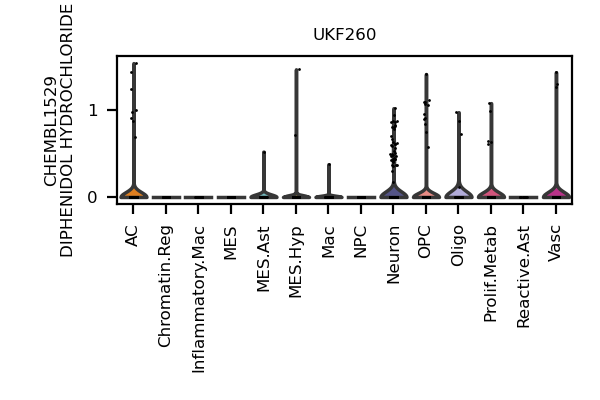 UKF260
CHEMBL1529
DIPHENIDOL HYDROCHLORIDE
1
0
AC
Chromatin.Reg
Inflammatory.Mac
MES
MES.Ast
MES.Hyp
Mac
NPC
Neuron
OPC
Oligo
Prolif.Metab
Reactive.Ast
Vasc